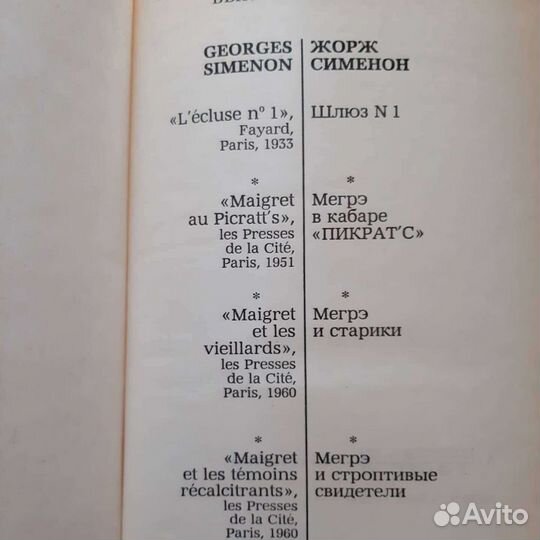 GEORGES
SIMENON
ЖОРЖ
СИМЕНОН
«L'écluse nº 1»,
Fayard,
Paris, 1933
Шлюз N 1
*
«Maigret
au Picratt's»,
les Presses
de la Cité,
Paris, 1951
*
Мегрэ
в кабаре
«ПИКРАТ'С»
*
«Maigret
et les
vieillards»,
les Presses
de la Cité,
Paris, 1960
*
Мегрэ
и старики
*
«Maigret
et les témoins
récalcitrants»,
les Presses
de la Cité,
Paris, 1960
*
Мегрэ
и строптивые
свидетели
Avito